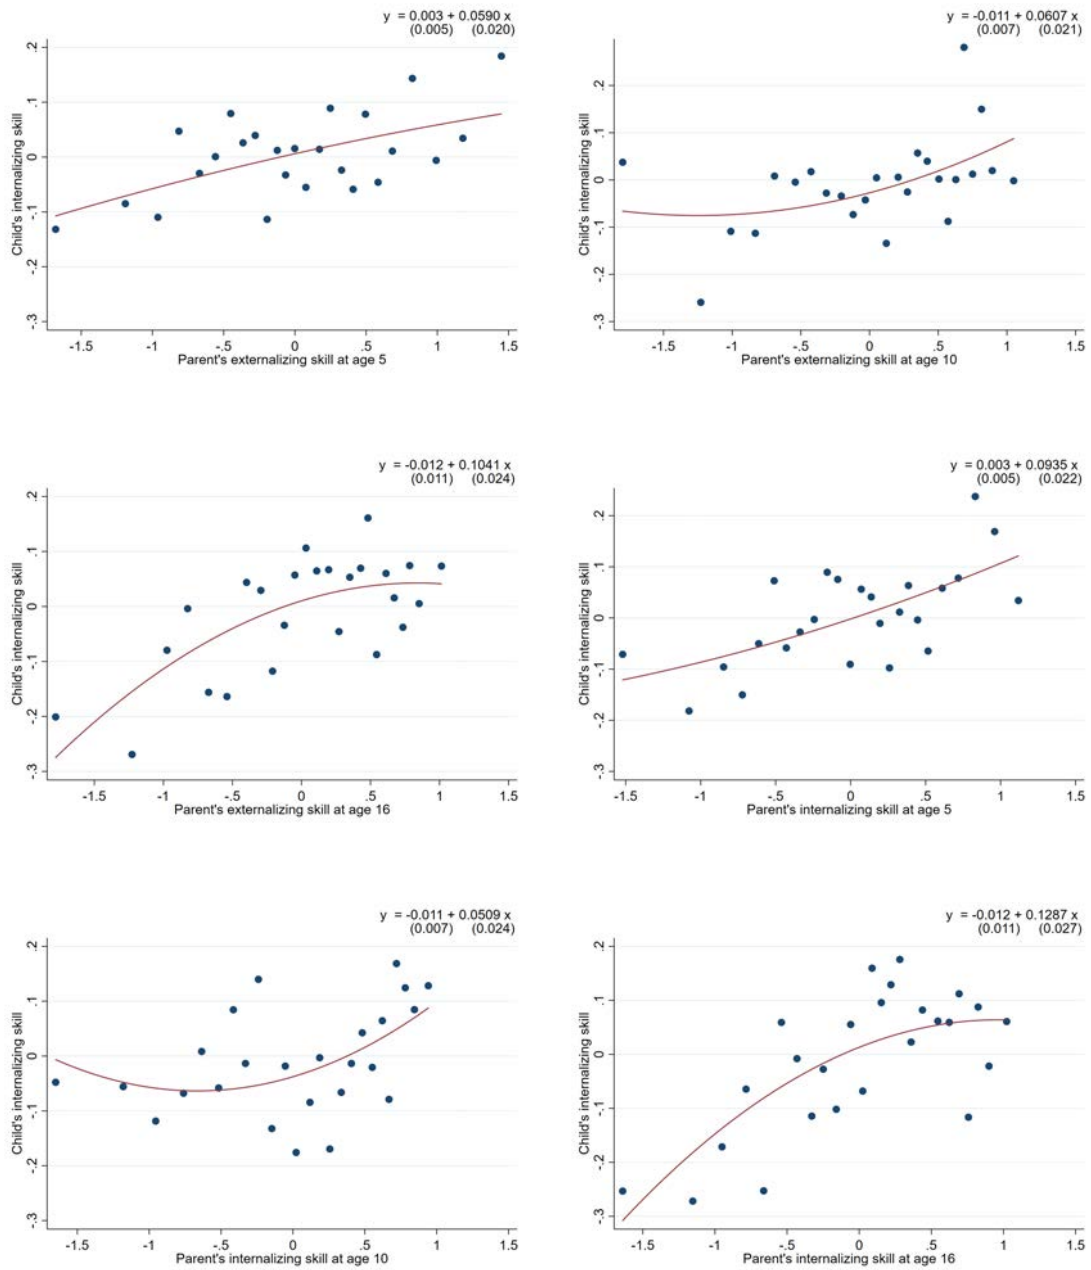 y = 0.003 + 0.0590 x
(0.005) (0.020)
Child's internalizing skill
.2
.1
0
-.1
-.2
-.3
-1.5 -1 -.5 0 .5 1 1.5
Parent's externalizing skill at age 5
y = -0.011 + 0.0607 x
(0.007) (0.021)
Child's internalizing skill
.2
.1
0
-.1
-.2
-.3
-1.5 -1 -.5 0 .5 1 1.5
Parent's externalizing skill at age 10
y = -0.012 + 0.1041 x
(0.011) (0.024)
Child's internalizing skill
.2
.1
0
-.1
-.2
-.3
-1.5 -1 -.5 0 .5 1 1.5
Parent's externalizing skill at age 16
y = 0.003 + 0.0935 x
(0.005) (0.022)
Child's internalizing skill
.2
.1
0
-.1
-.2
-.3
-1.5 -1 -.5 0 .5 1 1.5
Parent's internalizing skill at age 5
y = -0.011 + 0.0509 x
(0.007) (0.024)
Child's internalizing skill
.2
.1
0
-.1
-.2
-.3
-1.5 -1 -.5 0 .5 1 1.5
Parent's internalizing skill at age 10
y = -0.012 + 0.1287 x
(0.011) (0.027)
Child's internalizing skill
.2
.1
0
-.1
-.2
-.3
-1.5 -1 -.5 0 .5 1 1.5
Parent's internalizing skill at age 16